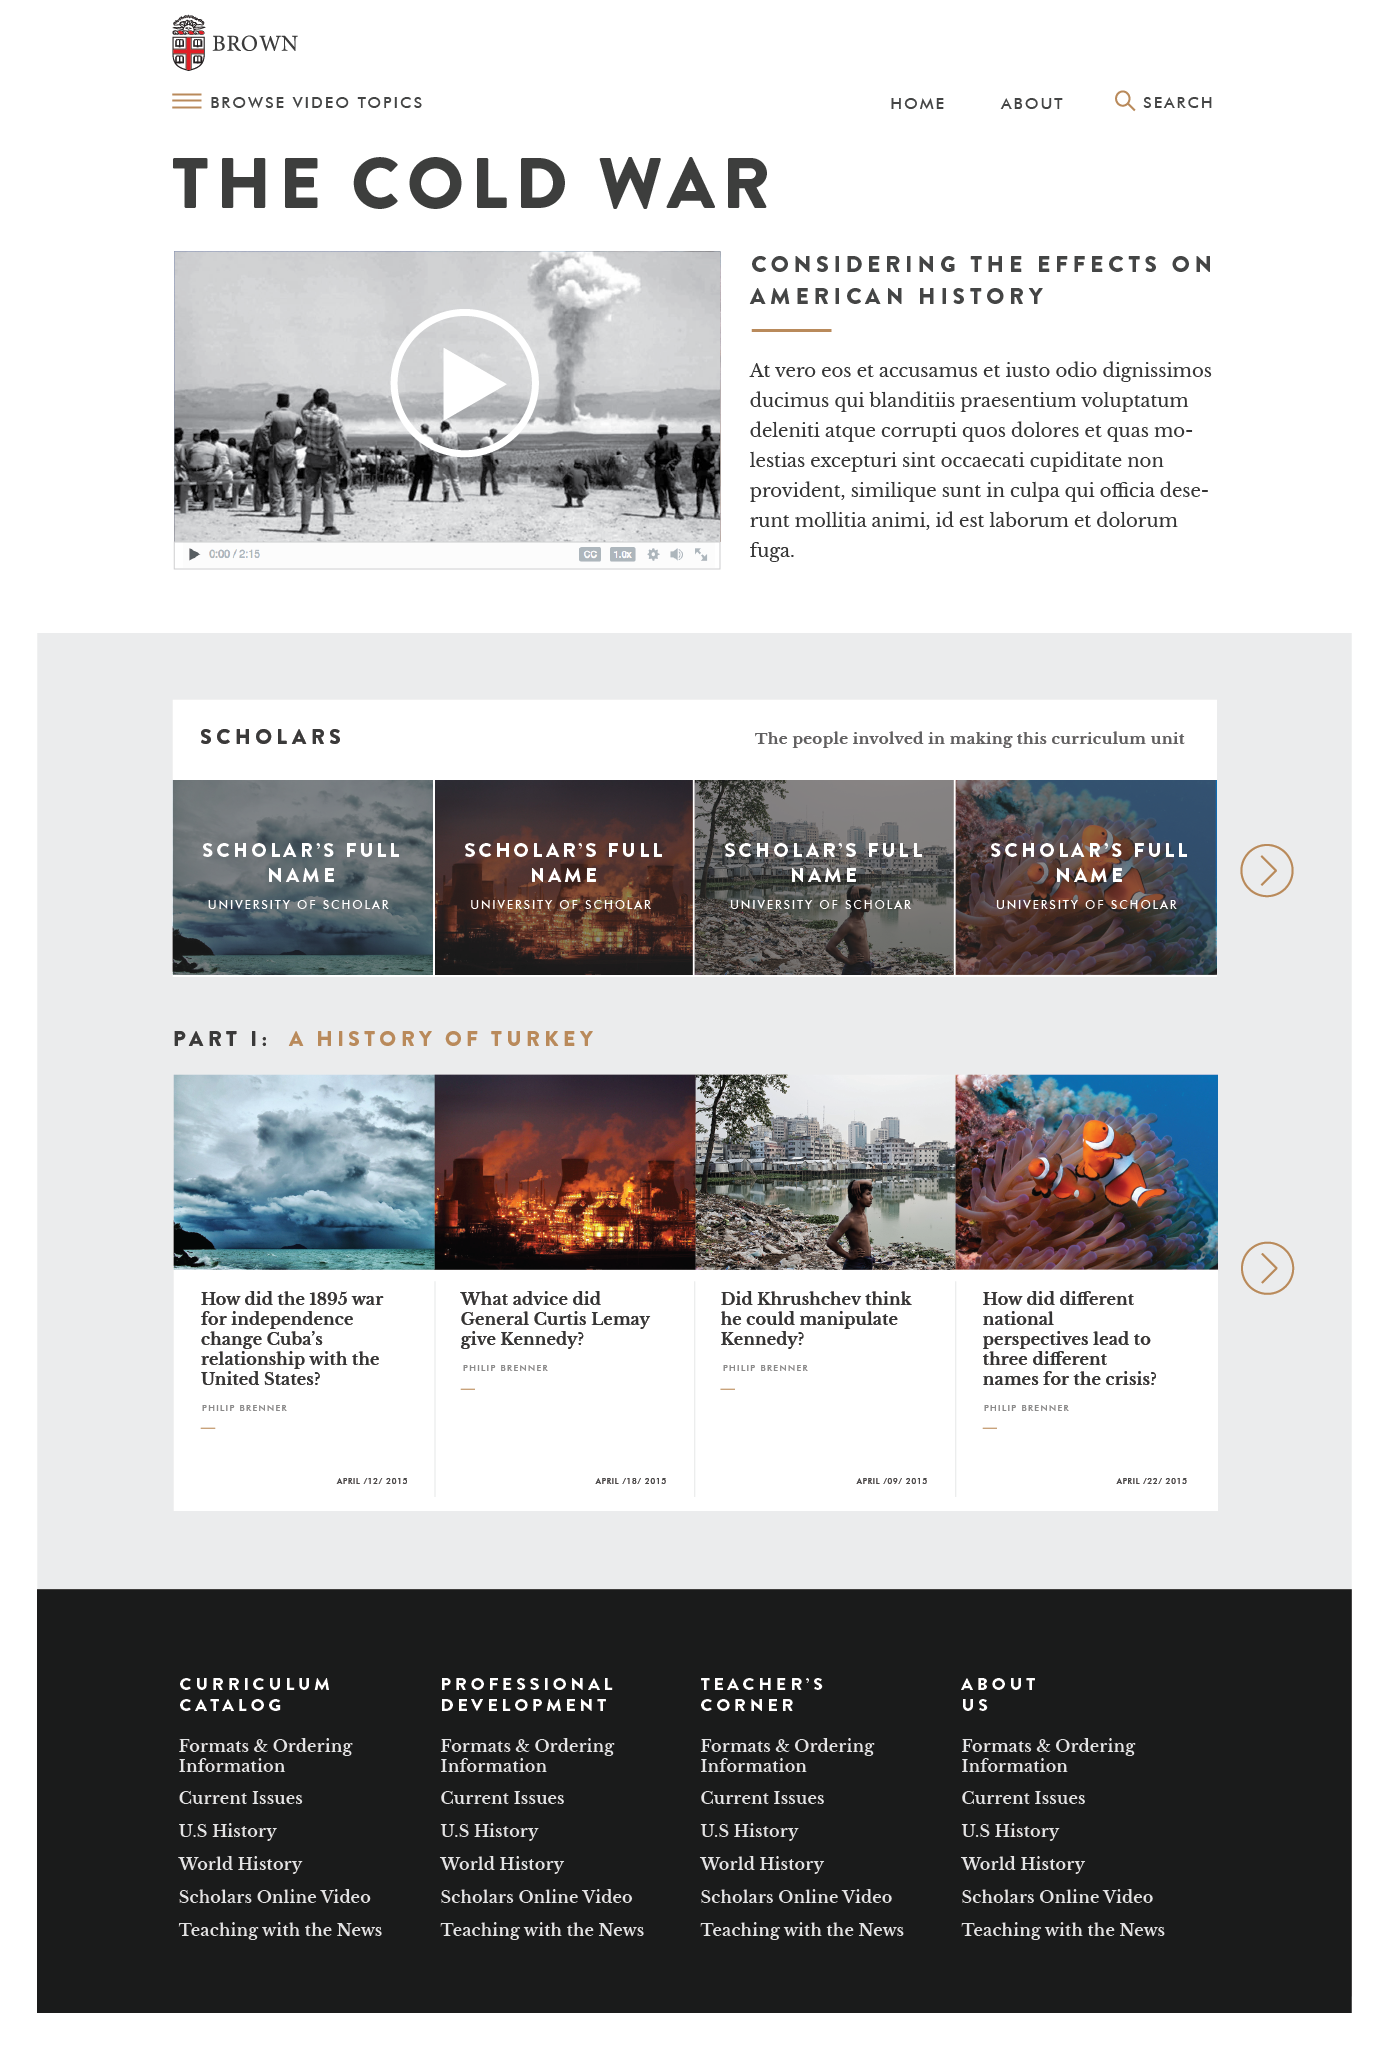 BROWN
BROWSE VIDEO TOPICS
HOME
ABOUT
SEARCH
THE COLD WAR
CONSIDERING THE EFFECTS ON
AMERICAN HISTORY
At vero eos et accusamus et iusto odio dignissimos
ducimus qui blanditiis praesentium voluptatum
deleniti atque corrupti quos dolores et quas mo-
lestias excepturi sint occaecati cupiditate non
provident, similique sunt in culpa qui officia dese-
runt mollitia animi, id est laborum et dolorum
fuga.
0:00 / 2:15
CC
1.0x
SCHOLARS
The people involved in making this curriculum unit
SCHOLAR'S FULL
NAME
UNIVERSITY OF SCHOLAR
SCHOLAR'S FULL
NAME
UNIVERSITY OF SCHOLAR
SCHOLAR'S FULL
NAME
UNIVERSITY OF SCHOLAR
SCHOLAR'S FULL
NAME
UNIVERSITY OF SCHOLAR
PART I: A HISTORY OF TURKEY
How did the 1895 war
for independence
change Cuba's
relationship with the
United States?
PHILIP BRENNER
APRIL /12/ 2015
What advice did
General Curtis Lemay
give Kennedy?
PHILIP BRENNER
APRIL /18/ 2015
Did Khrushchev think
he could manipulate
Kennedy?
PHILIP BRENNER
APRIL /09/ 2015
How did different
national
perspectives lead to
three different
names for the crisis?
PHILIP BRENNER
APRIL /22/ 2015
CURRICULUM
CATALOG
Formats & Ordering
Information
Current Issues
U.S History
World History
Scholars Online Video
Teaching with the News
PROFESSIONAL
DEVELOPMENT
Formats & Ordering
Information
Current Issues
U.S History
World History
Scholars Online Video
Teaching with the News
TEACHER'S
CORNER
Formats & Ordering
Information
Current Issues
U.S History
World History
Scholars Online Video
Teaching with the News
ABOUT
US
Formats & Ordering
Information
Current Issues
U.S History
World History
Scholars Online Video
Teaching with the News